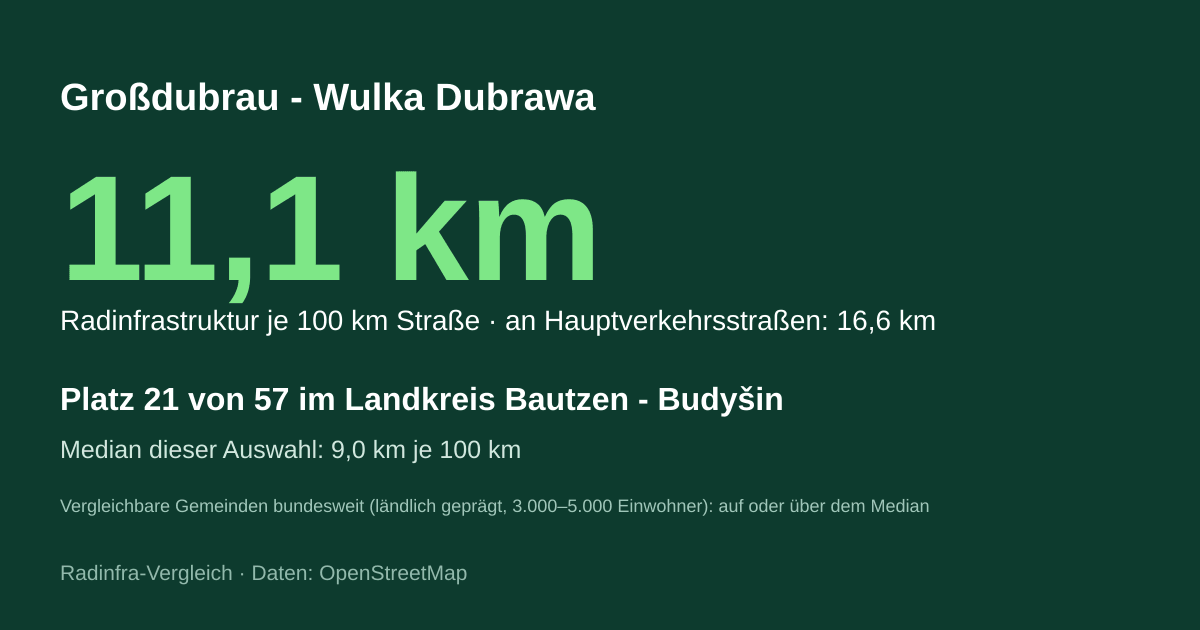 Großdubrau - Wulka Dubrawa
11,1 km
Radinfrastruktur je 100 km Straße · an Hauptverkehrsstraßen: 16,6 km
Platz 21 von 57 im Landkreis Bautzen - Budyšin
Median dieser Auswahl: 9,0 km je 100 km
Vergleichbare Gemeinden bundesweit (ländlich geprägt, 3.000–5.000 Einwohner): auf oder über dem Median
Radinfra-Vergleich · Daten: OpenStreetMap